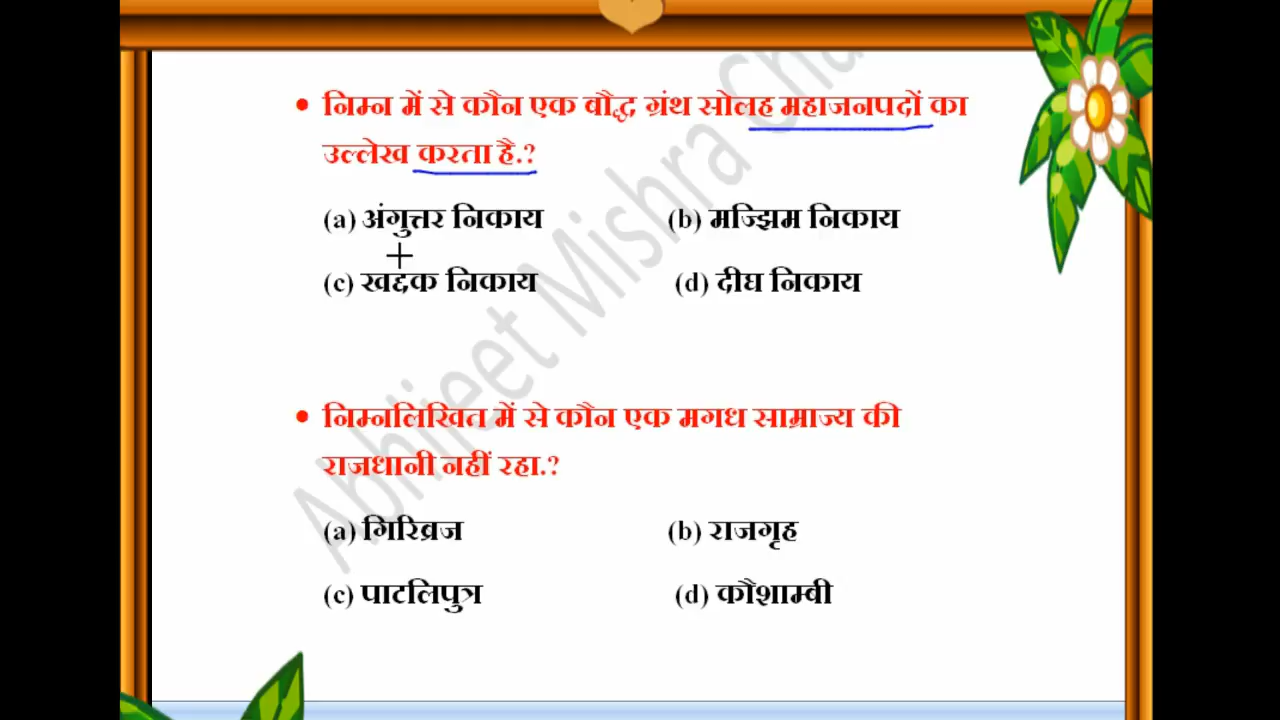 • निम्न में से कौन एक बौद्ध ग्रंथ सोलह महाजनपदों का
उल्लेख करता है.?
(a) अंगुत्तर निकाय (b) मज्झिम निकाय
(c) खद्दक निकाय (d) दीघ निकाय
• निम्नलिखित में से कौन एक मगध साम्राज्य की
राजधानी नहीं रहा.?
(a) गिरिव्रज (b) राजगृह
(c) पाटलिपुत्र (d) कौशाम्बी
Abhijeet Mishra Cha